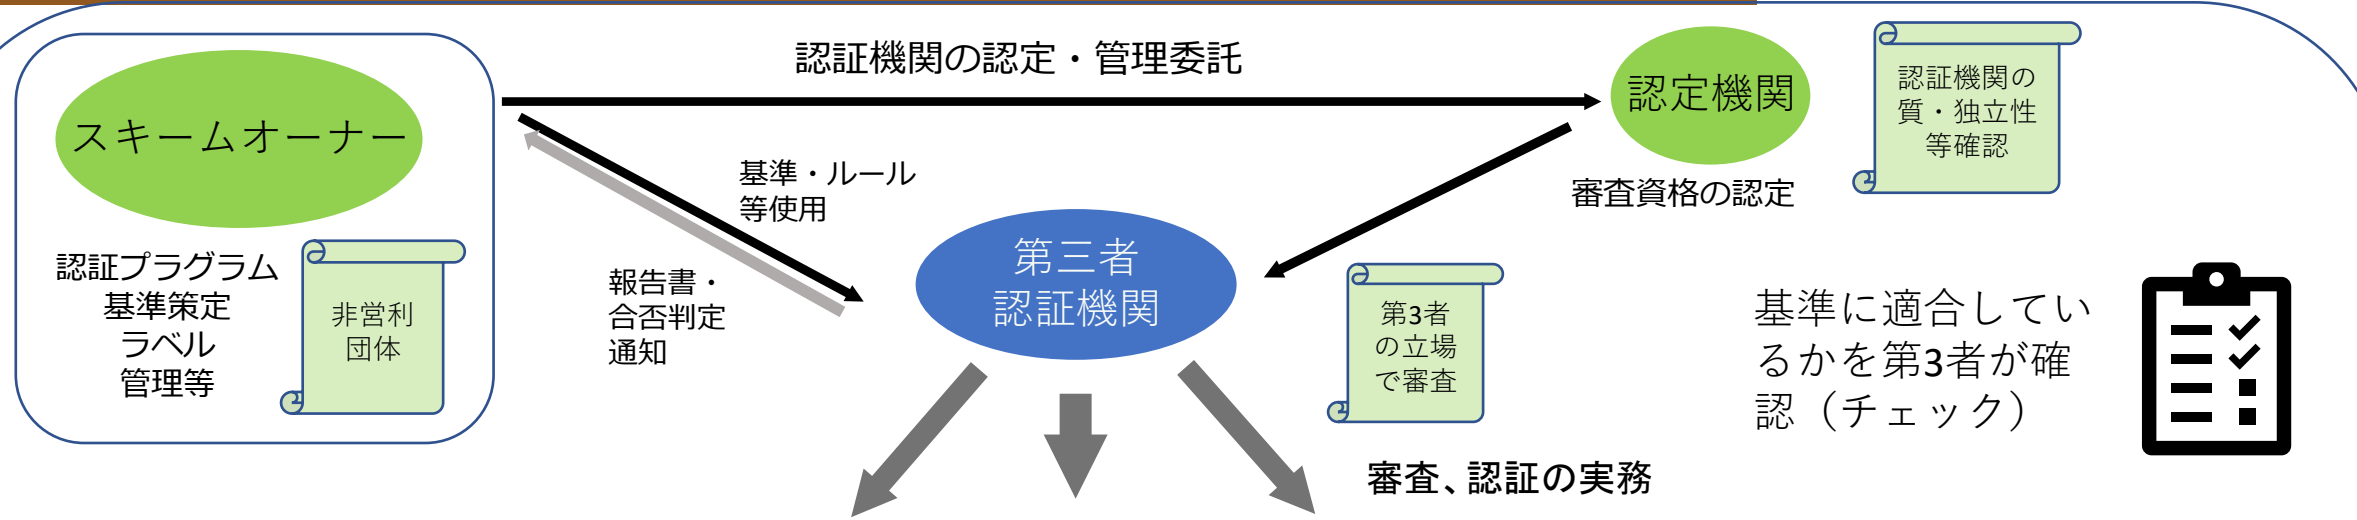 認証機関の認定・管理委託
スキームオーナー
認証プラグラム
基準策定
ラベル
管理等
非営利
団体
基準・ルール
等使用
報告書・
合否判定
通知
第三者
認証機関
認定機関
審査資格の認定
認証機関の
質・独立性
等確認
第3者
の立場
で審査
基準に適合してい
るかを第3者が確
認（チェック）
審査、認証の実務